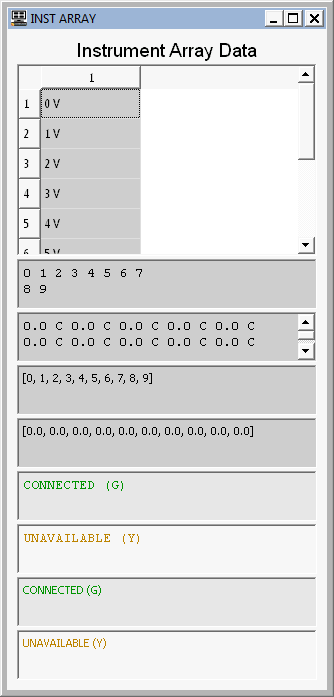 INST ARRAY
Instrument Array Data
1
1 0 V
2 1 V
3 2 V
4 3 V
5 4 V
6 5 V
0 1 2 3 4 5 6 7
8 9
0.0 C 0.0 C 0.0 C 0.0 C 0.0 C
0.0 C 0.0 C 0.0 C 0.0 C 0.0 C
[0, 1, 2, 3, 4, 5, 6, 7, 8, 9]
[0.0, 0.0, 0.0, 0.0, 0.0, 0.0, 0.0, 0.0, 0.0, 0.0]
CONNECTED (G)
UNAVAILABLE (Y)
CONNECTED (G)
UNAVAILABLE (Y)